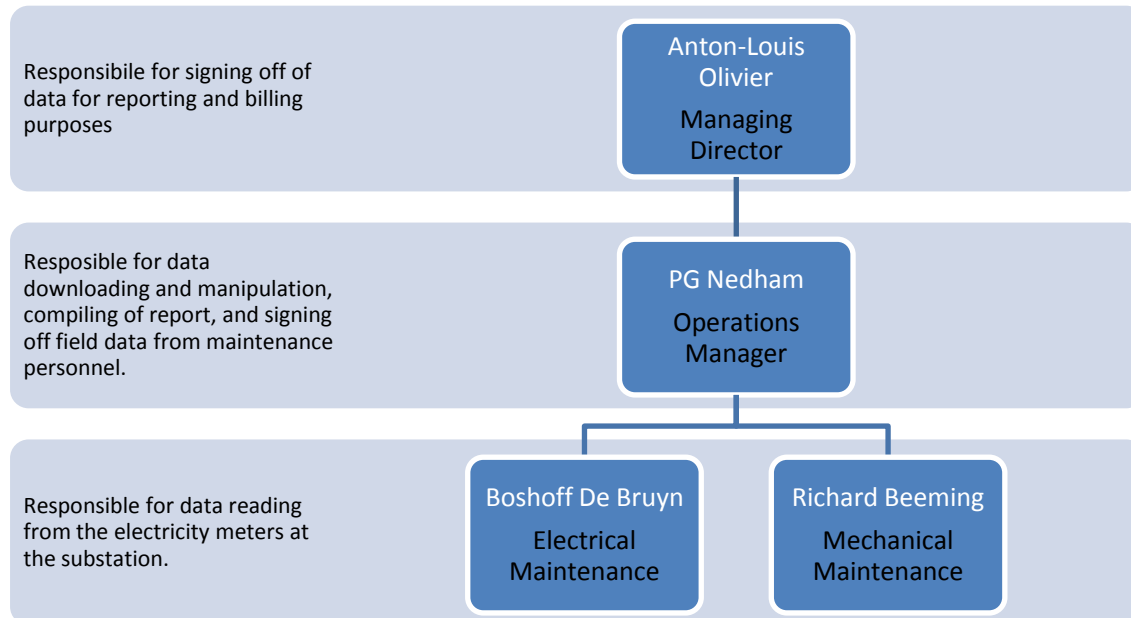 Responsibile for signing off of
data for reporting and billing
purposes
Anton-Louis
Olivier
Managing
Director
Resposible for data
downloading and manipulation,
compiling of report, and signing
off field data from maintenance
personnel.
PG Nedham
Operations
Manager
Responsible for data reading
from the electricity meters at
the substation.
Boshoff De Bruyn
Electrical
Maintenance
Richard Beeming
Mechanical
Maintenance